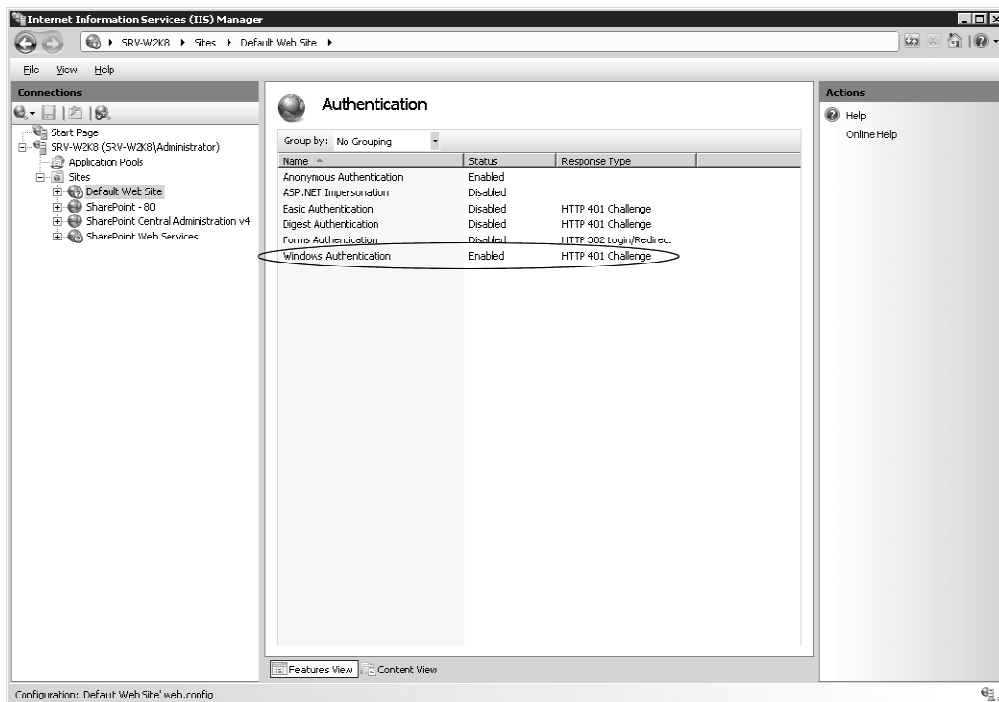 Internet Information Services (IIS) Manager
SRV-W2K8 Sites Default Web Site
File View Help
Connections
Start Page
SRV-W2K8 (SRV-W2K8\Administrator)
Application Pools
Sites
Default Web Site
SharePoint - 80
SharePoint Central Administration v4
SharePoint Web Services
Authentication
Group by: No Grouping
Name Status Response Type
Anonymous Authentication Enabled
ASP.NET Impersonation Disabled
Basic Authentication Disabled HTTP 401 Challenge
Digest Authentication Disabled HTTP 401 Challenge
Forms Authentication Disabled HTTP 302 Login/Redirect
Windows Authentication Enabled HTTP 401 Challenge
Features View Content View
Actions
Help
Online Help
Configuration: 'Default Web Site' web.config